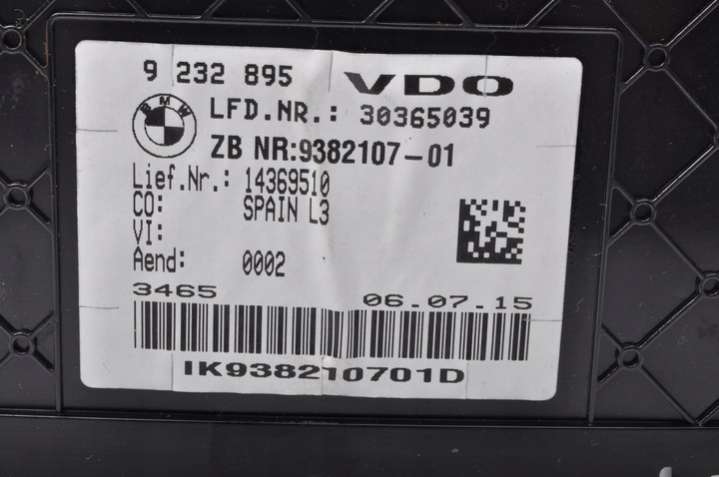 9 232 895 VDO
BMW LFD.NR.: 30365039
ZB NR:9382107-01
Lief.Nr.: 14369510
CO: SPAIN L3
VI:
Aend: 0002
3465 06.07.15
IK938210701D